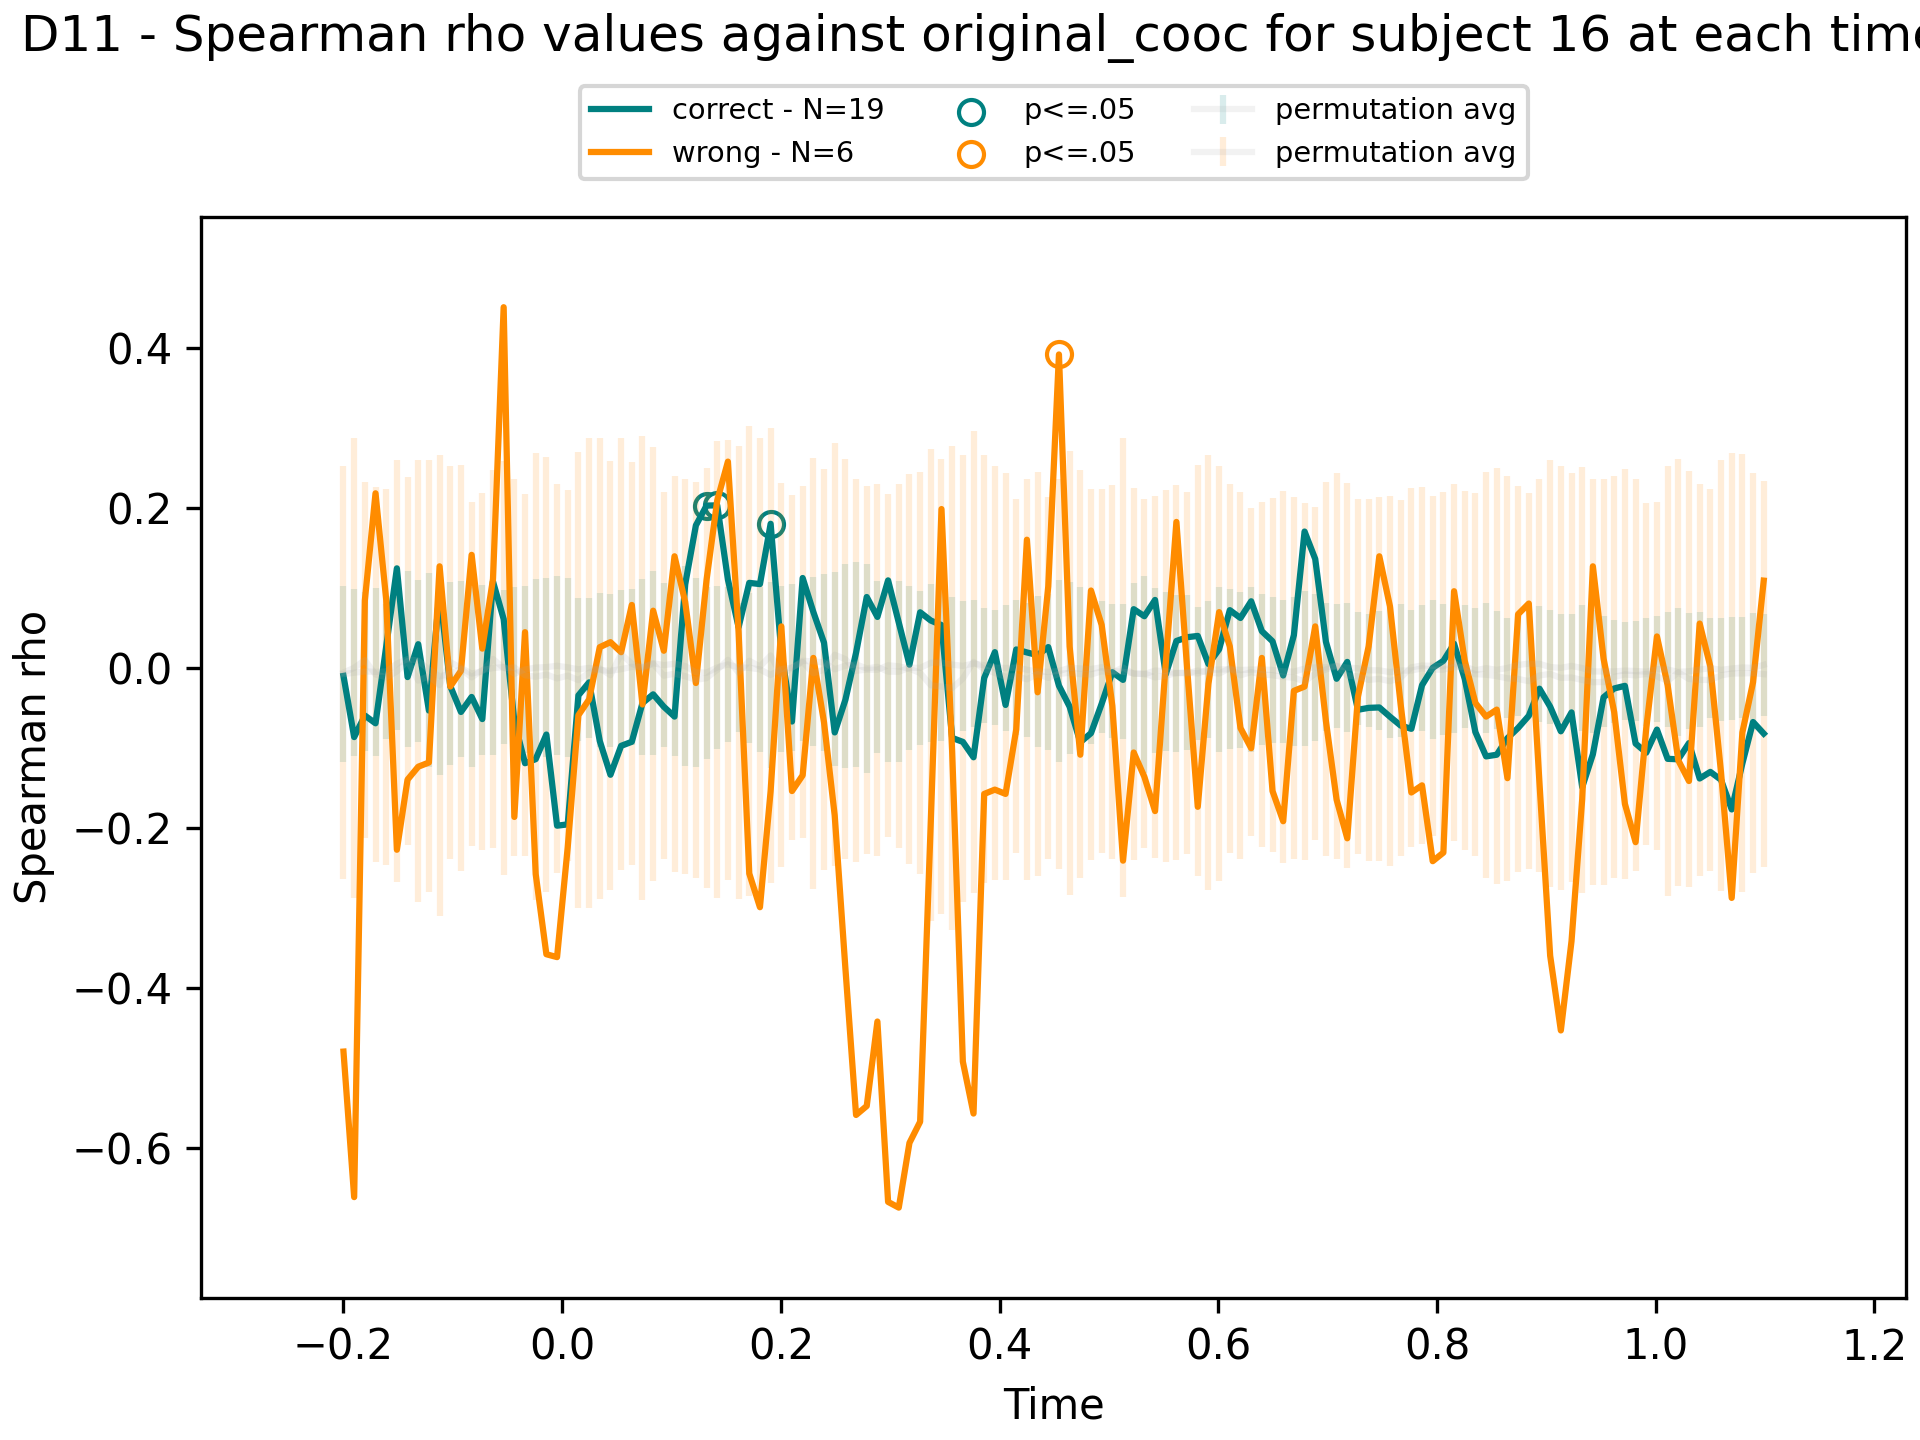 D11 - Spearman rho values against original_cooc for subject 16 at each
correct - N=19
wrong - N=6
p<=.05
p<=.05
permutation avg
permutation avg
Spearman rho
0.4
0.2
0.0
−0.2
−0.4
−0.6
−0.2 0.0 0.2 0.4 0.6 0.8 1.0 1.2
Time